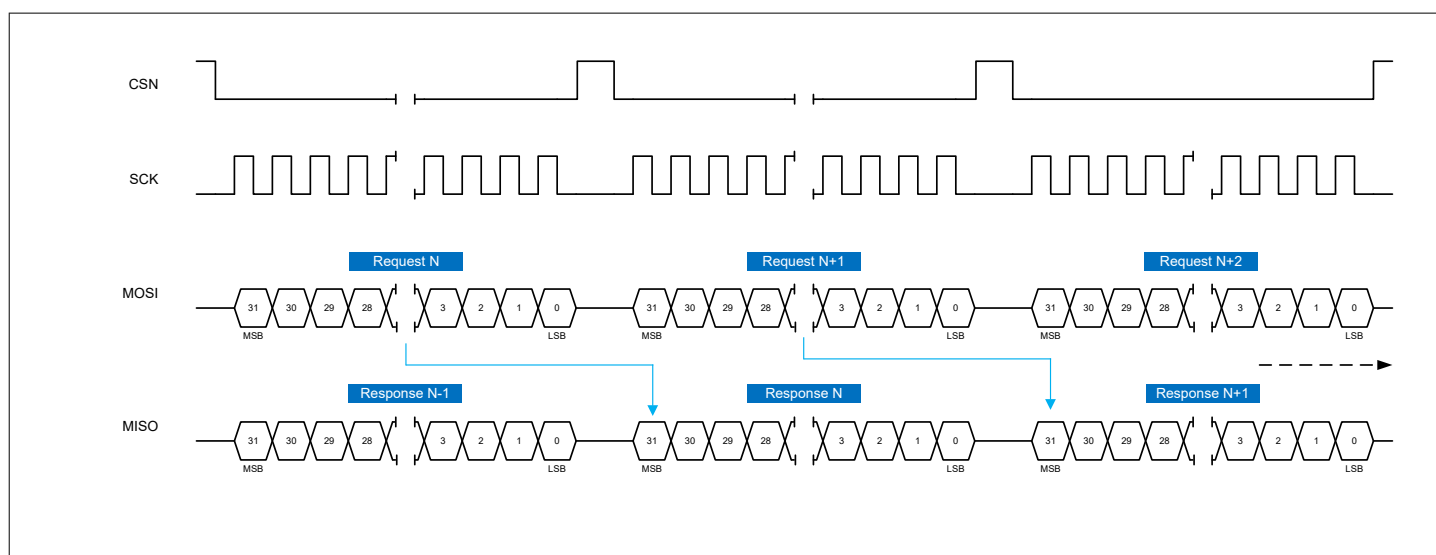 CSN
SCK
Request N Request N+1 Request N+2
MOSI 31 30 29 28 3 2 1 0 31 30 29 28 3 2 1 0 31 30 29 28 3 2 1 0
MSB LSB MSB LSB MSB LSB
Response N-1 Response N Response N+1
MISO 31 30 29 28 3 2 1 0 31 30 29 28 3 2 1 0 31 30 29 28 3 2 1 0
MSB LSB MSB LSB MSB LSB